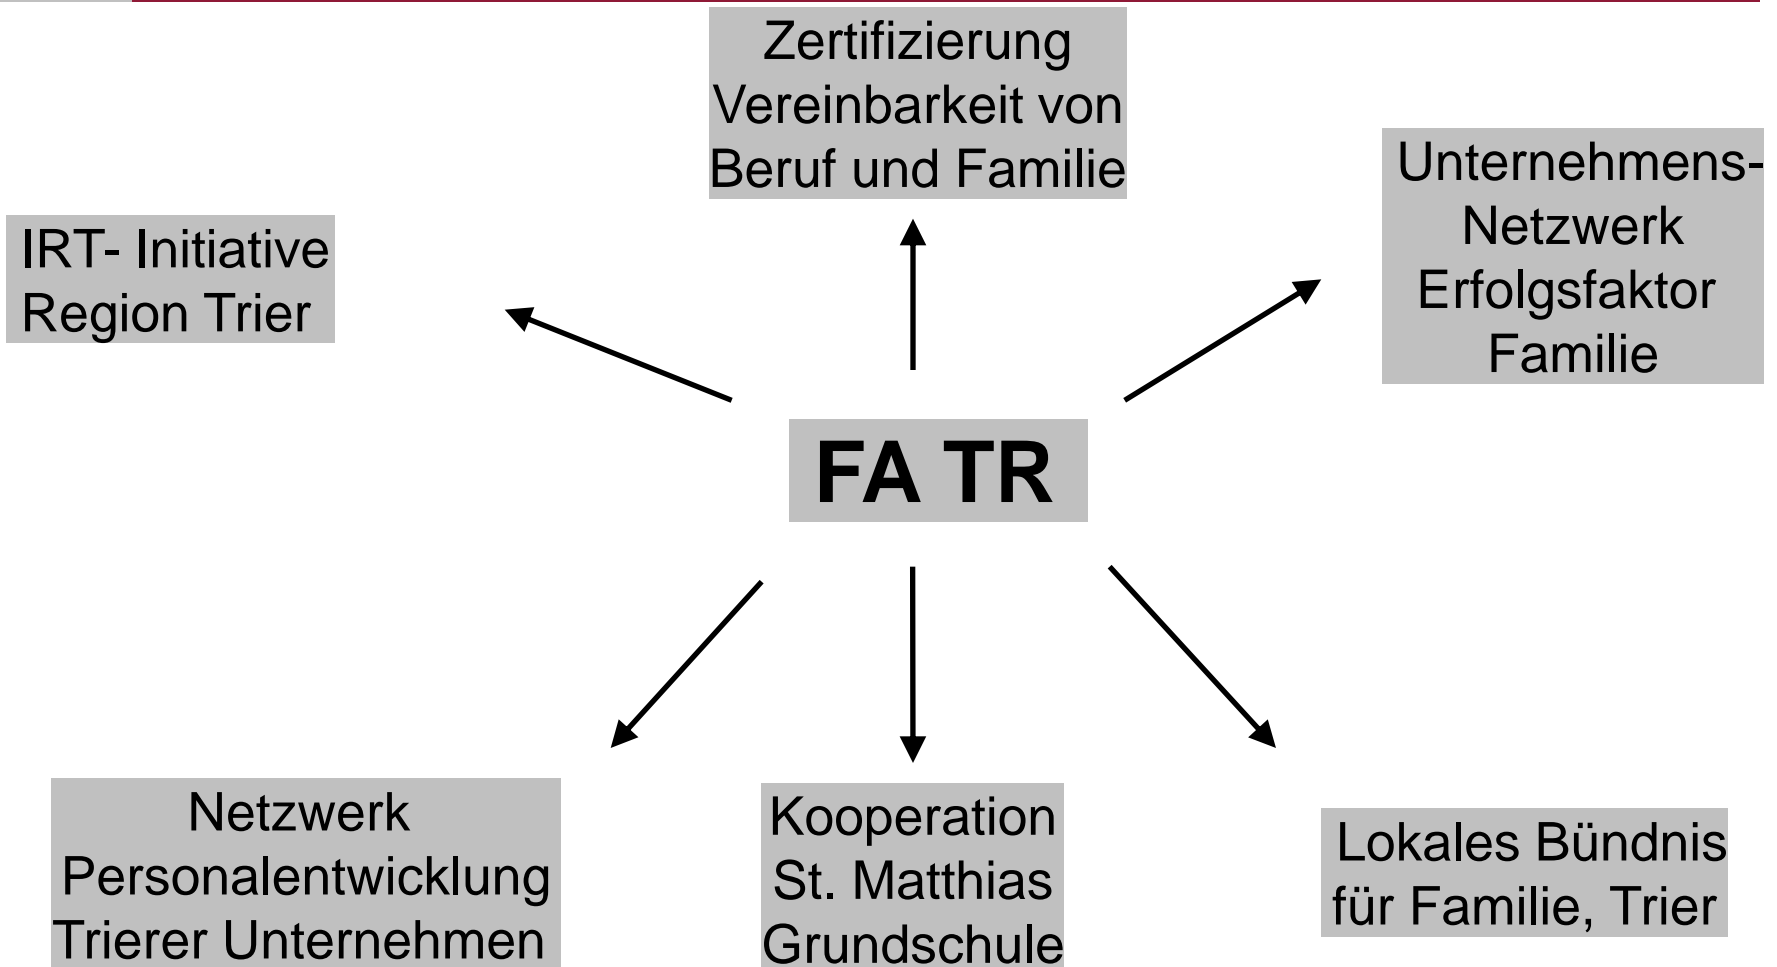 Zertifizierung
Vereinbarkeit von
Beruf und Familie
Unternehmens-
Netzwerk
Erfolgsfaktor
Familie
IRT- Initiative
Region Trier
FA TR
Netzwerk
Personalentwicklung
Trierer Unternehmen
Kooperation
St. Matthias
Grundschule
Lokales Bündnis
für Familie, Trier